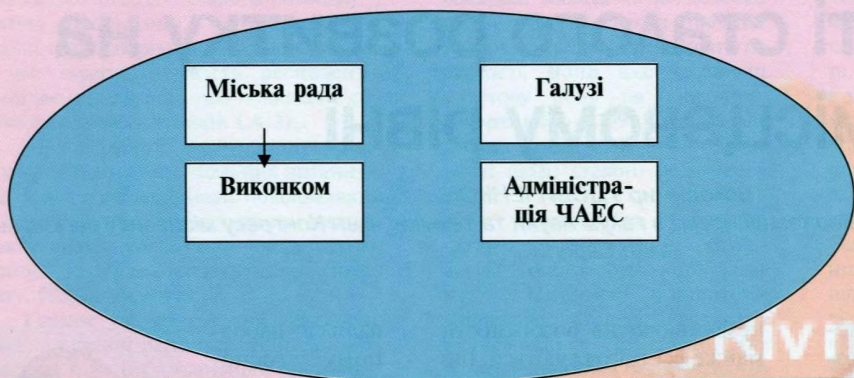 Міська рада
Галузі
Виконком
Адміністра-
ція ЧАЕС